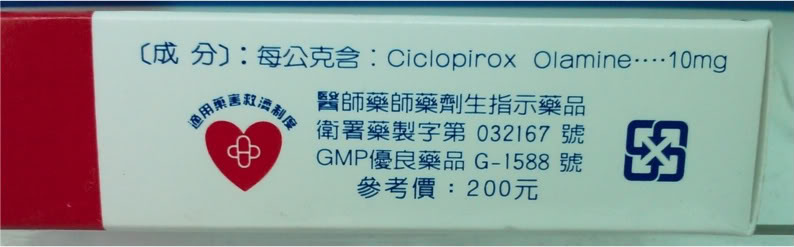 〔成 分〕：每公克含：Ciclopirox Olamine····10mg
適用藥害救濟制度
醫師藥師藥劑生指示藥品
衛署藥製字第 032167 號
GMP優良藥品 G-1588 號
參考價：200元